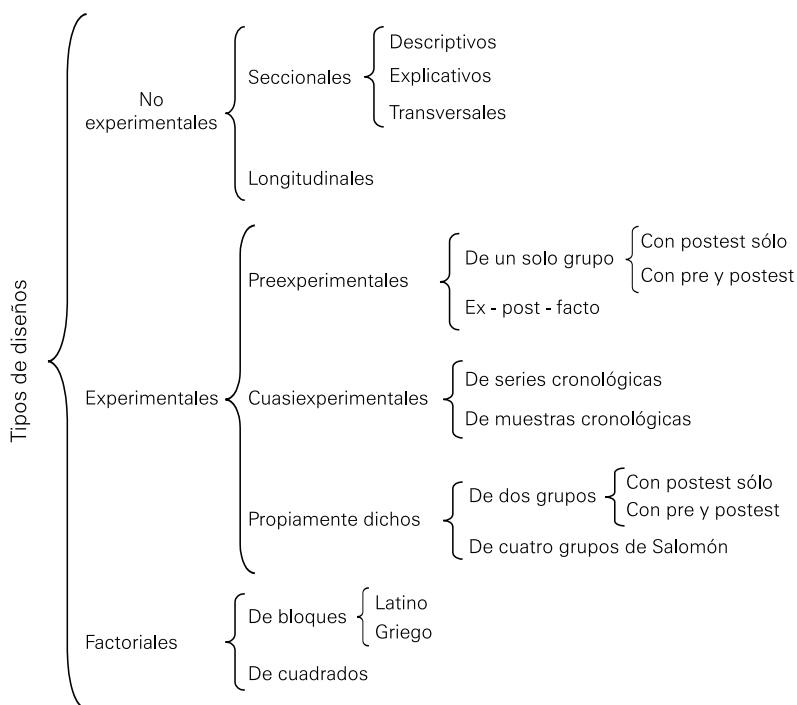 Tipos de diseños
No
experimentales
Seccionales
Descriptivos
Explicativos
Transversales
Longitudinales
Experimentales
Preexperimentales
De un solo grupo
Con postest sólo
Con pre y postest
Ex - post - facto
Cuasiexperimentales
De series cronológicas
De muestras cronológicas
Propiamente dichos
De dos grupos
Con postest sólo
Con pre y postest
De cuatro grupos de Salomón
Factoriales
De bloques
Latino
Griego
De cuadrados